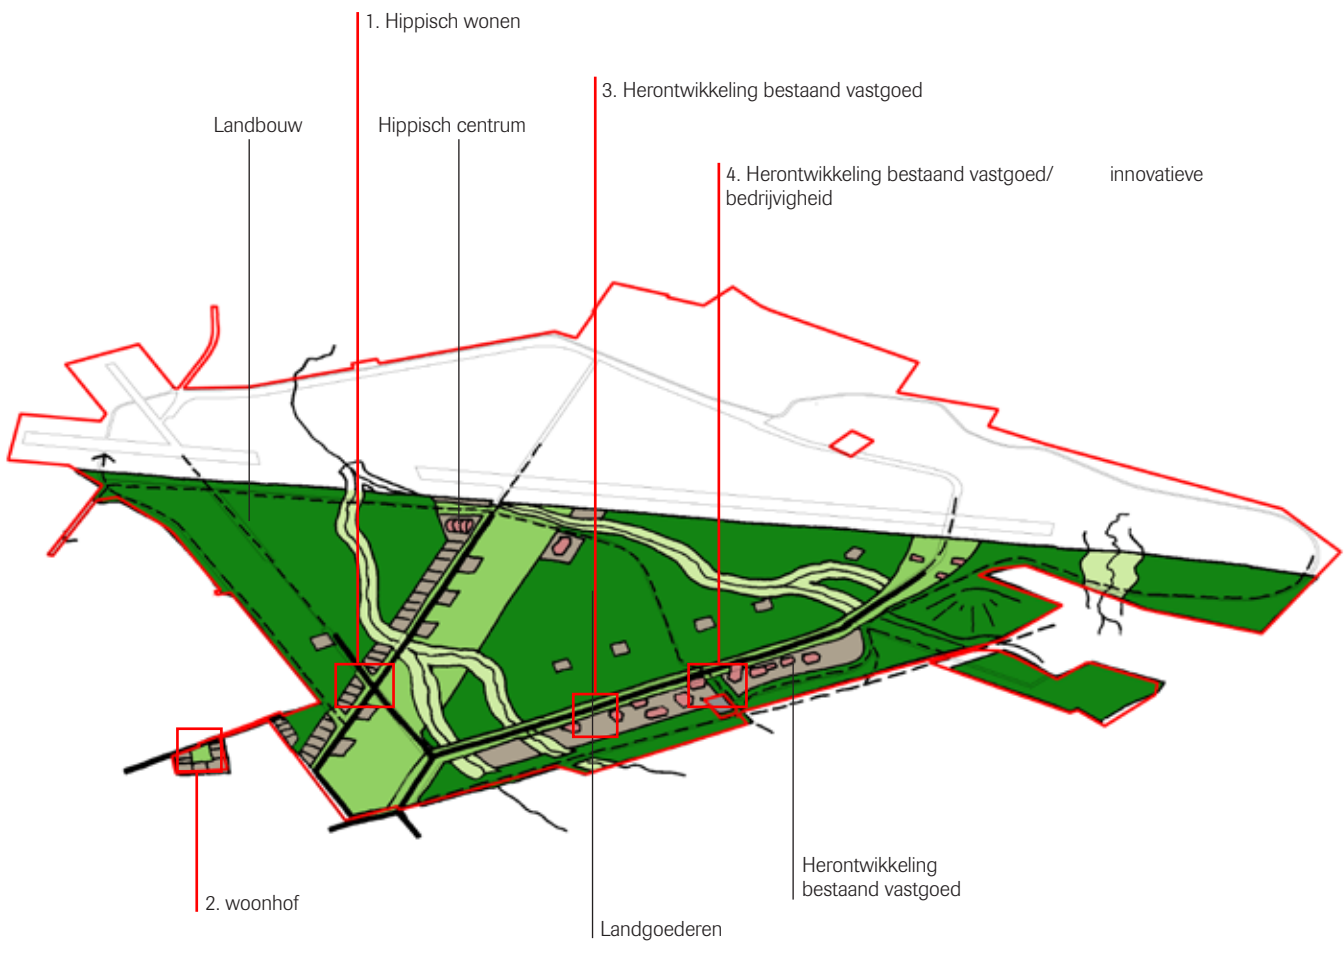 1. Hippisch wonen
3. Herontwikkeling bestaand vastgoed
Landbouw
Hippisch centrum
4. Herontwikkeling bestaand vastgoed/ innovatieve
bedrijvigheid
Herontwikkeling
bestaand vastgoed
2. woonhof
Landgoederen